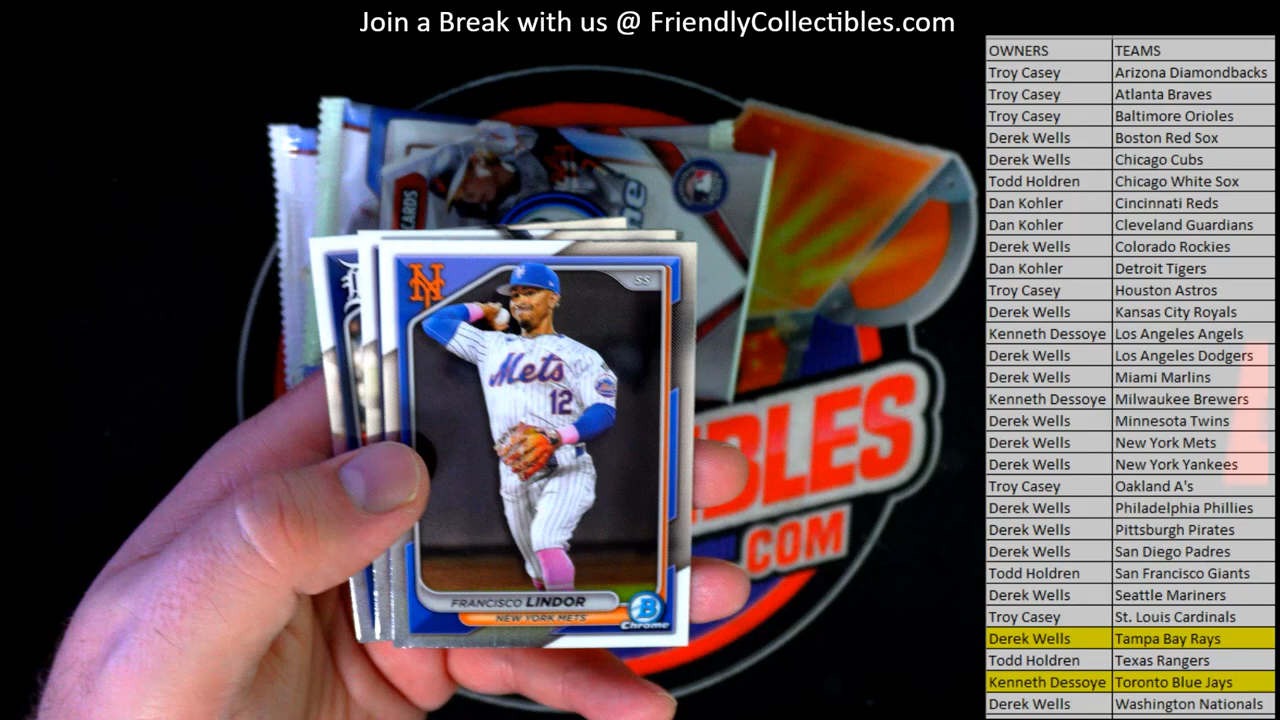 Join a Break with us @ FriendlyCollectibles.com
OWNERS TEAMS
Troy Casey Arizona Diamondbacks
Troy Casey Atlanta Braves
Troy Casey Baltimore Orioles
Derek Wells Boston Red Sox
Derek Wells Chicago Cubs
Todd Holdren Chicago White Sox
Dan Kohler Cincinnati Reds
Dan Kohler Cleveland Guardians
Derek Wells Colorado Rockies
Dan Kohler Detroit Tigers
Troy Casey Houston Astros
Derek Wells Kansas City Royals
Kenneth Dessoye Los Angeles Angels
Derek Wells Los Angeles Dodgers
Derek Wells Miami Marlins
Kenneth Dessoye Milwaukee Brewers
Derek Wells Minnesota Twins
Derek Wells New York Mets
Derek Wells New York Yankees
Troy Casey Oakland A's
Derek Wells Philadelphia Phillies
Derek Wells Pittsburgh Pirates
Derek Wells San Diego Padres
Todd Holdren San Francisco Giants
Derek Wells Seattle Mariners
Troy Casey St. Louis Cardinals
Derek Wells Tampa Bay Rays
Todd Holdren Texas Rangers
Kenneth Dessoye Toronto Blue Jays
Derek Wells Washington Nationals
CARDS
NY
SS
Mets
12
FRANCISCO LINDOR
NEW YORK METS
B
Chrome
BLES
COM